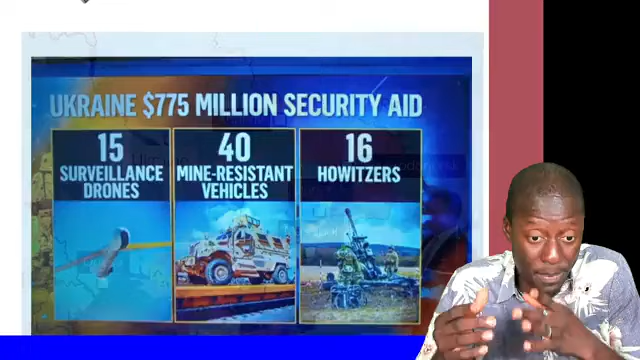 UKRAINE $775 MILLION SECURITY AID
15
SURVEILLANCE
DRONES
40
MINE-RESISTANT
VEHICLES
16
HOWITZERS